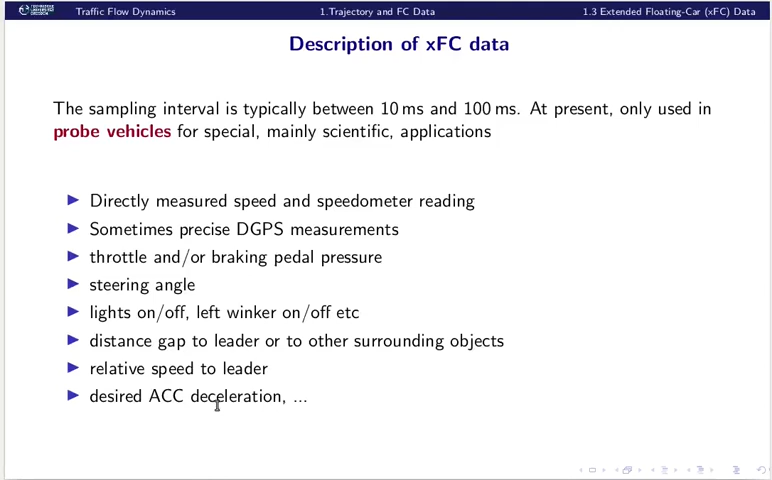 Traffic Flow Dynamics 1.Trajectory and FC Data 1.3 Extended Floating-Car (xFC) Data
Description of xFC data
The sampling interval is typically between 10 ms and 100 ms. At present, only used in
probe vehicles for special, mainly scientific, applications
Directly measured speed and speedometer reading
Sometimes precise DGPS measurements
throttle and/or braking pedal pressure
steering angle
lights on/off, left winker on/off etc
distance gap to leader or to other surrounding objects
relative speed to leader
desired ACC deceleration, ...